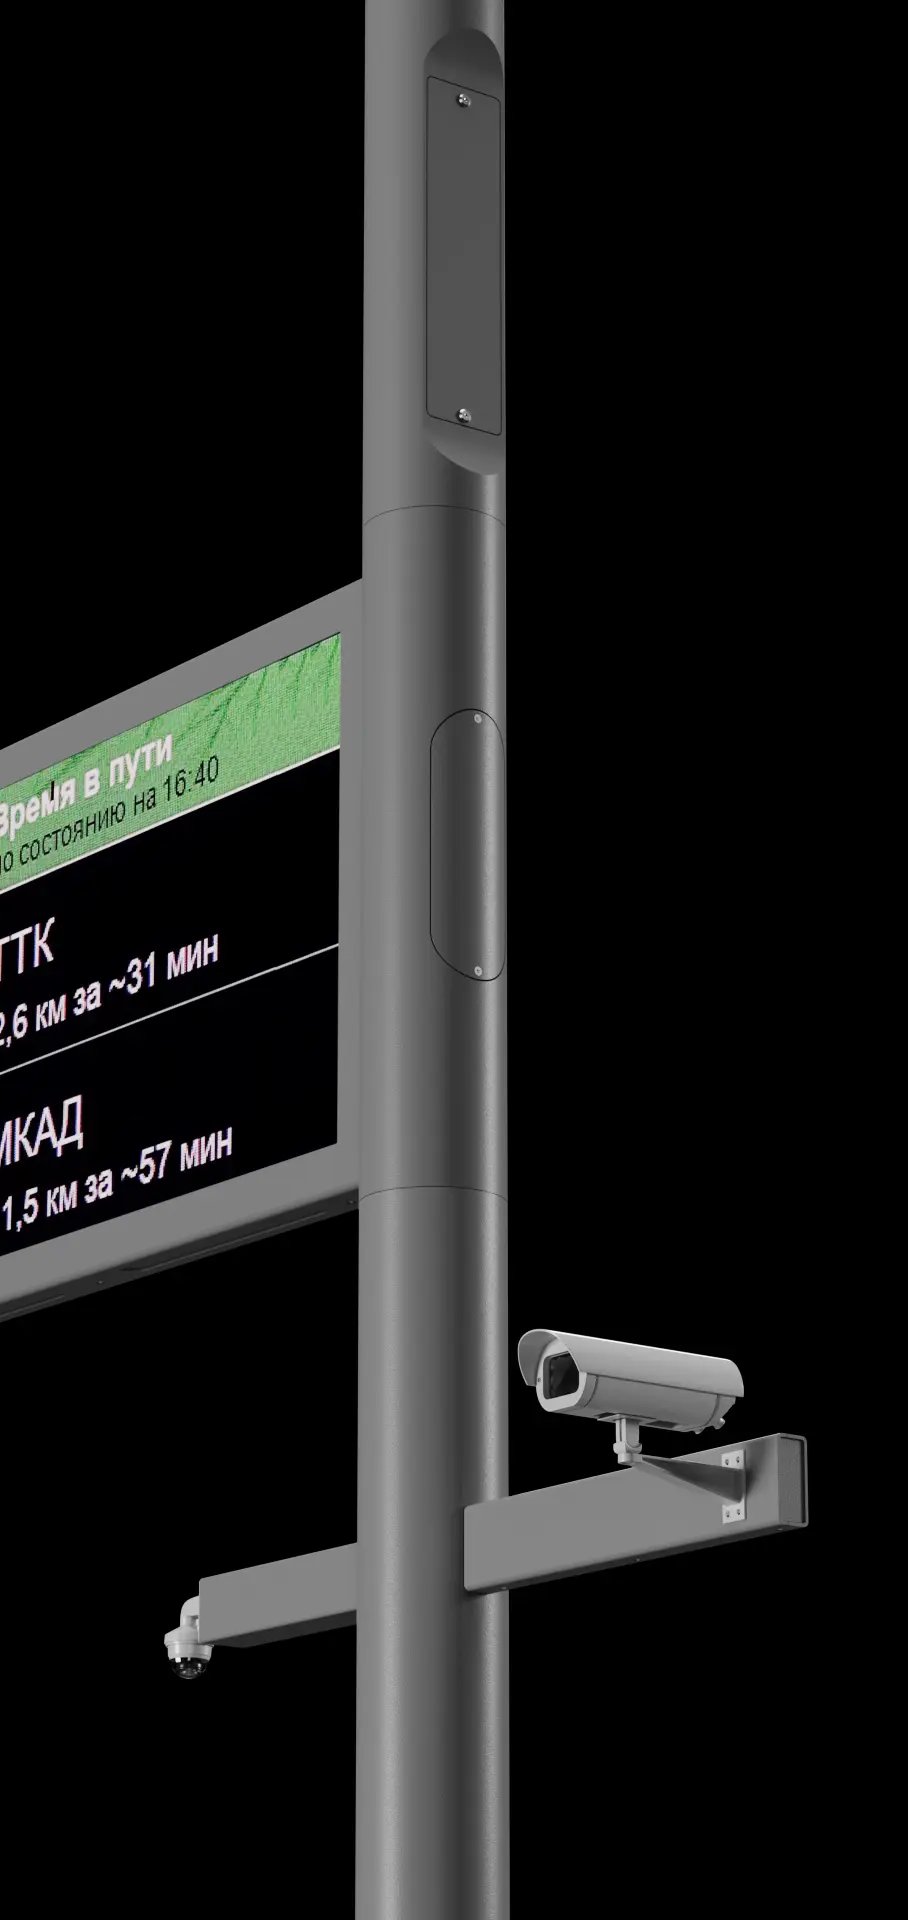 Время в пути
по состоянию на 16:40
ТТК
2,6 км за ~31 мин
МКАД
1,5 км за ~57 мин